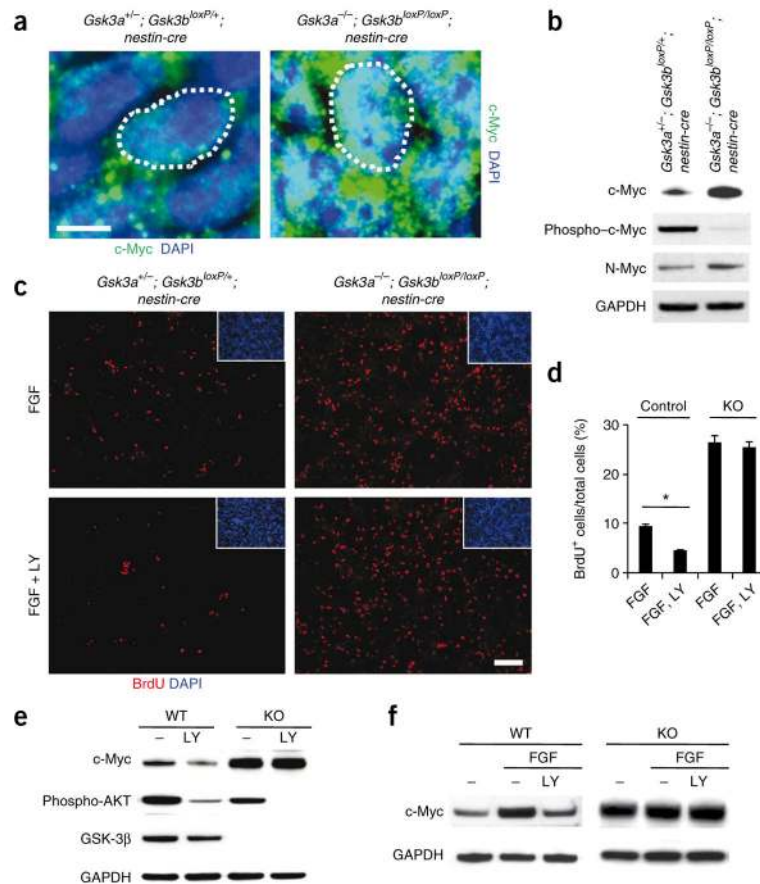 a
Gsk3a+/–; Gsk3bloxP/+;
nestin-cre
Gsk3a–/–; Gsk3bloxP/loxP;
nestin-cre
c-Myc DAPI
c-Myc
DAPI
b
Gsk3a+/–; Gsk3bloxP/+;
nestin-cre
Gsk3a–/–; Gsk3bloxP/loxP;
nestin-cre
c-Myc
Phospho–c-Myc
N-Myc
GAPDH
c
Gsk3a+/–; Gsk3bloxP/+;
nestin-cre
Gsk3a–/–; Gsk3bloxP/loxP;
nestin-cre
FGF
FGF + LY
BrdU DAPI
d
Control KO
BrdU+ cells/total cells (%)
30
20
10
0
*
FGF
FGF, LY
FGF
FGF, LY
e
WT KO
– LY – LY
c-Myc
Phospho-AKT
GSK-3β
GAPDH
f
WT KO
FGF FGF
– – LY – – LY
c-Myc
GAPDH